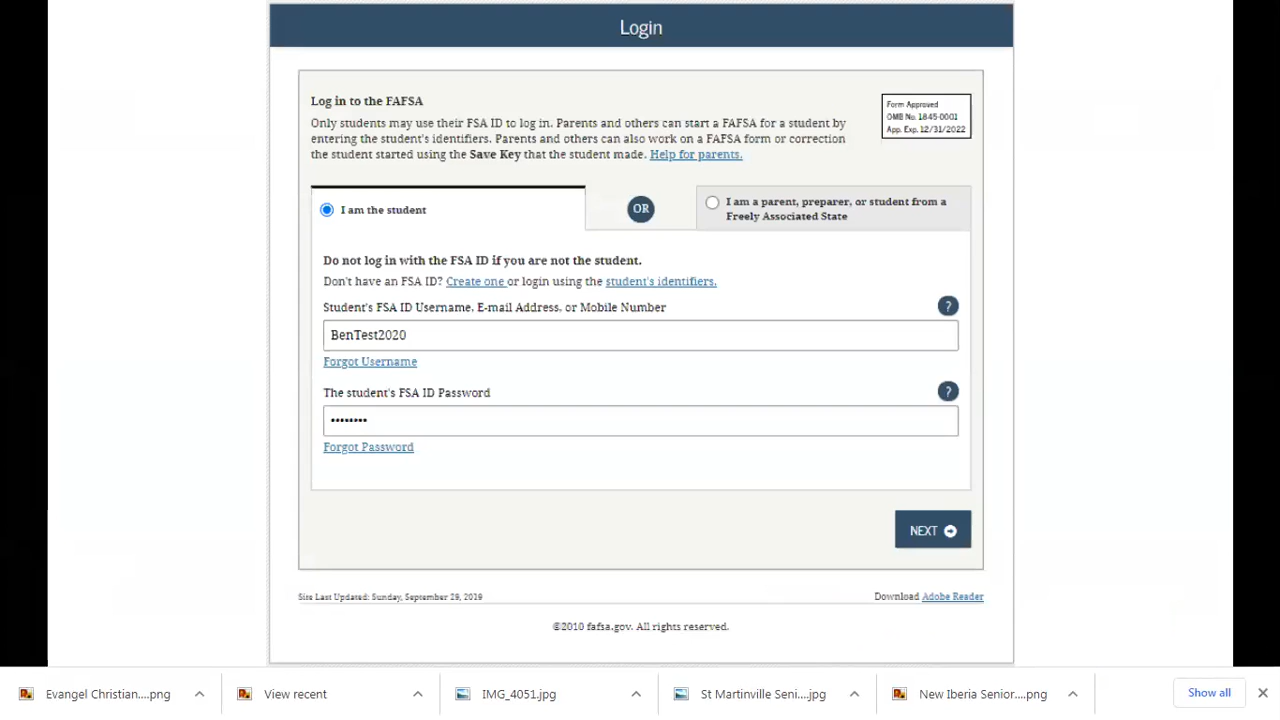 Login
Log in to the FAFSA
Only students may use their FSA ID to log in. Parents and others can start a FAFSA for a student by
entering the student's identifiers. Parents and others can also work on a FAFSA form or correction
the student started using the Save Key that the student made. Help for parents.
Form Approved
OMB No. 1845-0001
App. Exp. 12/31/2022
I am the student
OR
I am a parent, preparer, or student from a
Freely Associated State
Do not log in with the FSA ID if you are not the student.
Don't have an FSA ID? Create one or login using the student's identifiers.
Student's FSA ID Username, E-mail Address, or Mobile Number
?
BenTest2020
Forgot Username
The student's FSA ID Password
?
••••••••
Forgot Password
NEXT
Site Last Updated: Sunday, September 29, 2019
Download Adobe Reader
©2010 fafsa.gov. All rights reserved.
Evangel Christian....png
View recent
IMG_4051.jpg
St Martinville Seni....jpg
New Iberia Senior....png
Show all